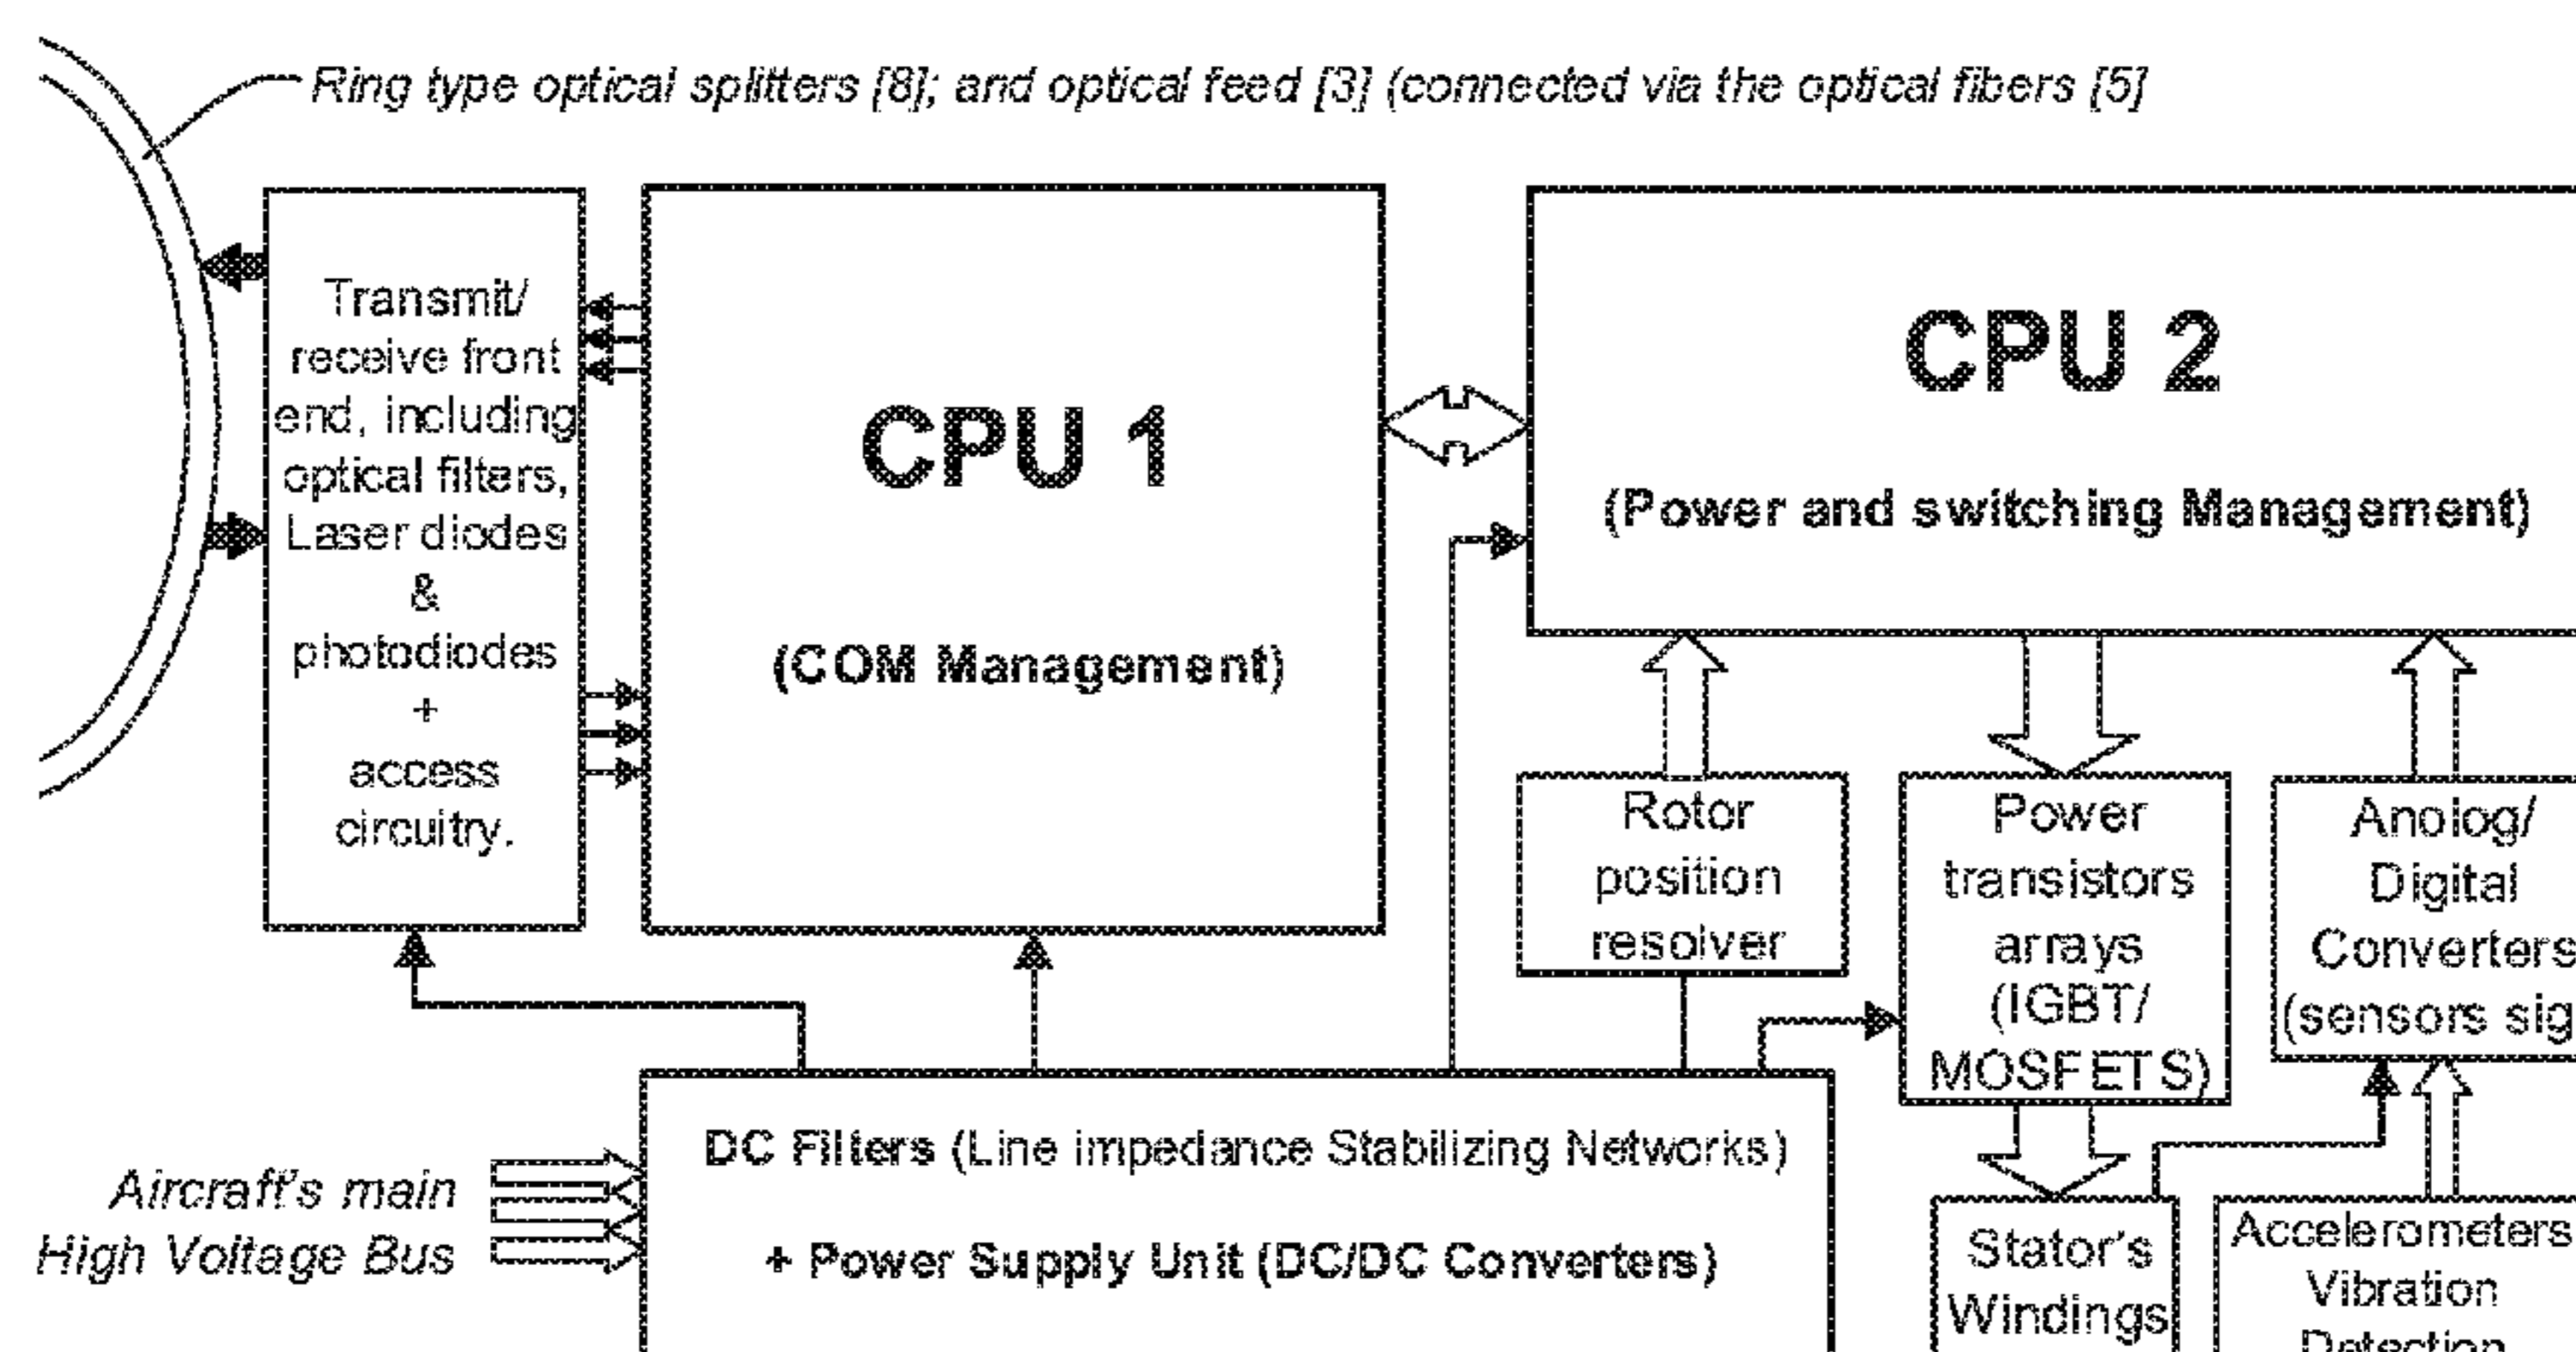 Ring type optical splitters [8]; and optical feed [3] (connected via the optical fibers [5]
Transmit/
receive front
end, including
optical filters,
Laser diodes
&
photodiodes
+
access
circuitry.
CPU 1
(COM Management)
CPU 2
(Power and switching Management)
Rotor
position
resolver
Power
transistors
arrays
(IGBT/
MOSFETS)
Anolog/
Digital
Converters
(sensors sig
Aircraft's main
High Voltage Bus
DC Filters (Line impedance Stabilizing Networks)
+ Power Supply Unit (DC/DC Converters)
Stator's
Windings
Accelerometers
Vibration
Detection